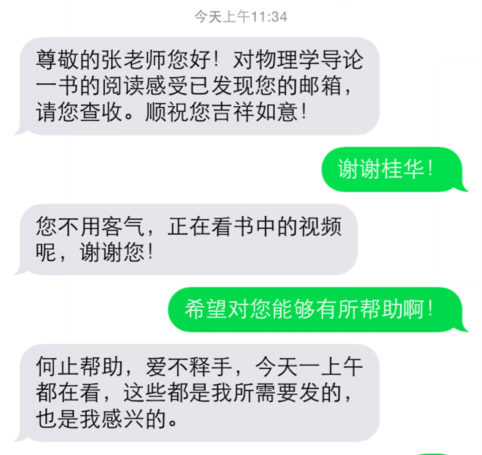 今天上午11:34
尊敬的张老师您好！对物理学导论
一书的阅读感受已发现您的邮箱，
请您查收。顺祝您吉祥如意！
谢谢桂华！
您不用客气，正在看书中的视频
呢，谢谢您！
希望对您能够有所帮助啊！
何止帮助，爱不释手，今天一上午
都在看，这些都是我所需要发的，
也是我感兴的。